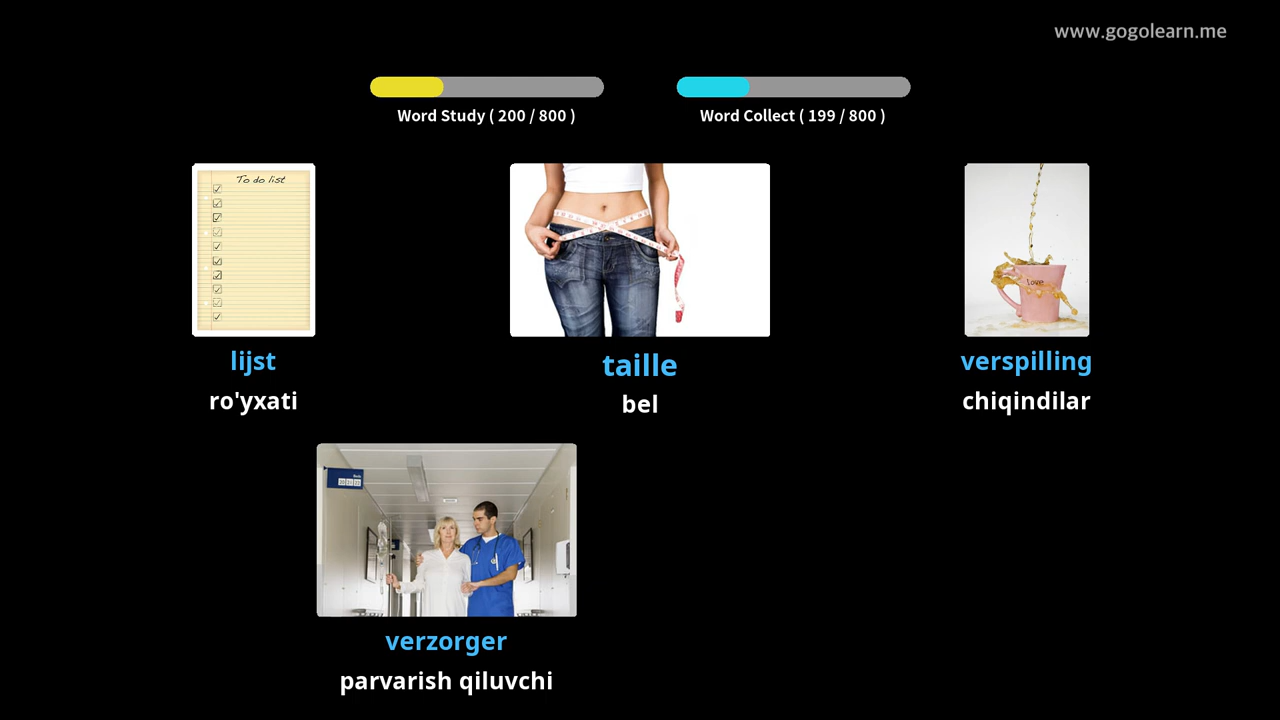 www.gogolearn.me
Word Study ( 200 / 800 )
Word Collect ( 199 / 800 )
To do list
Love
lijst
taille
verspilling
ro'yxati
bel
chiqindilar
verzorger
parvarish qiluvchi